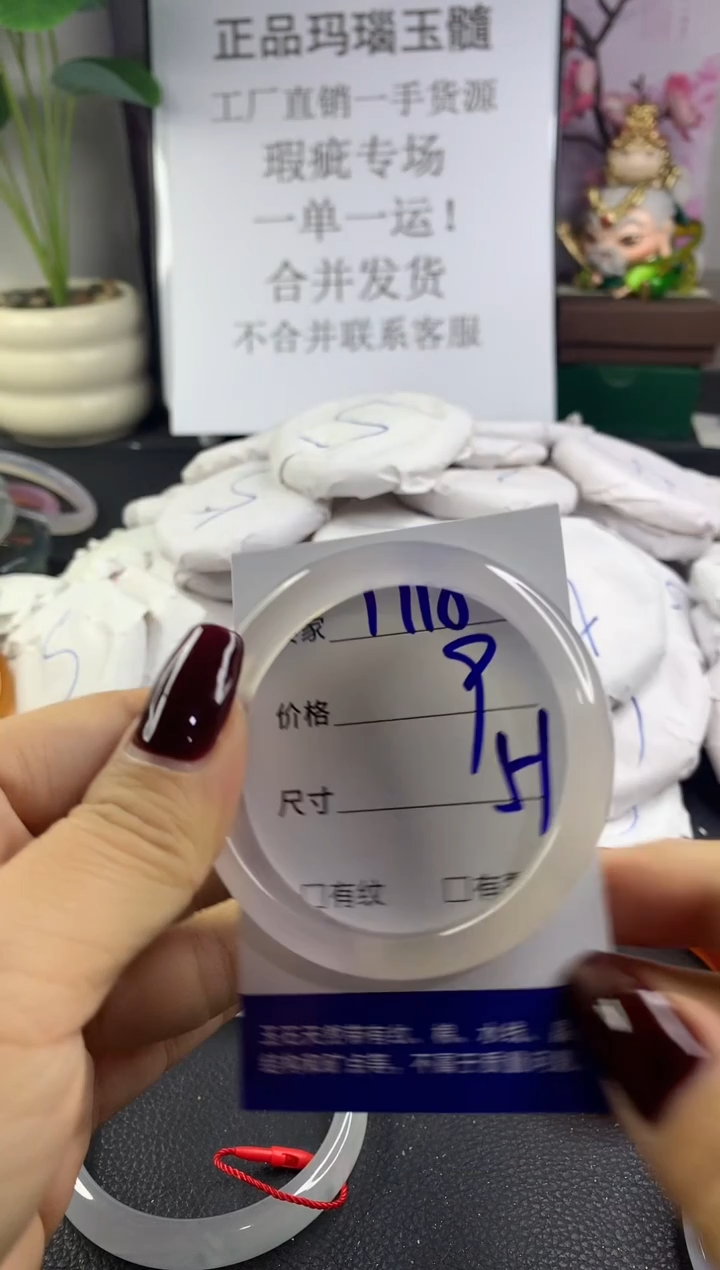 正品玛瑙玉髓
工厂直销一手货源
瑕疵专场
一单一运!
合并发货
不合并联系客服
家 1110
价格 9
尺寸
□有纹 □有